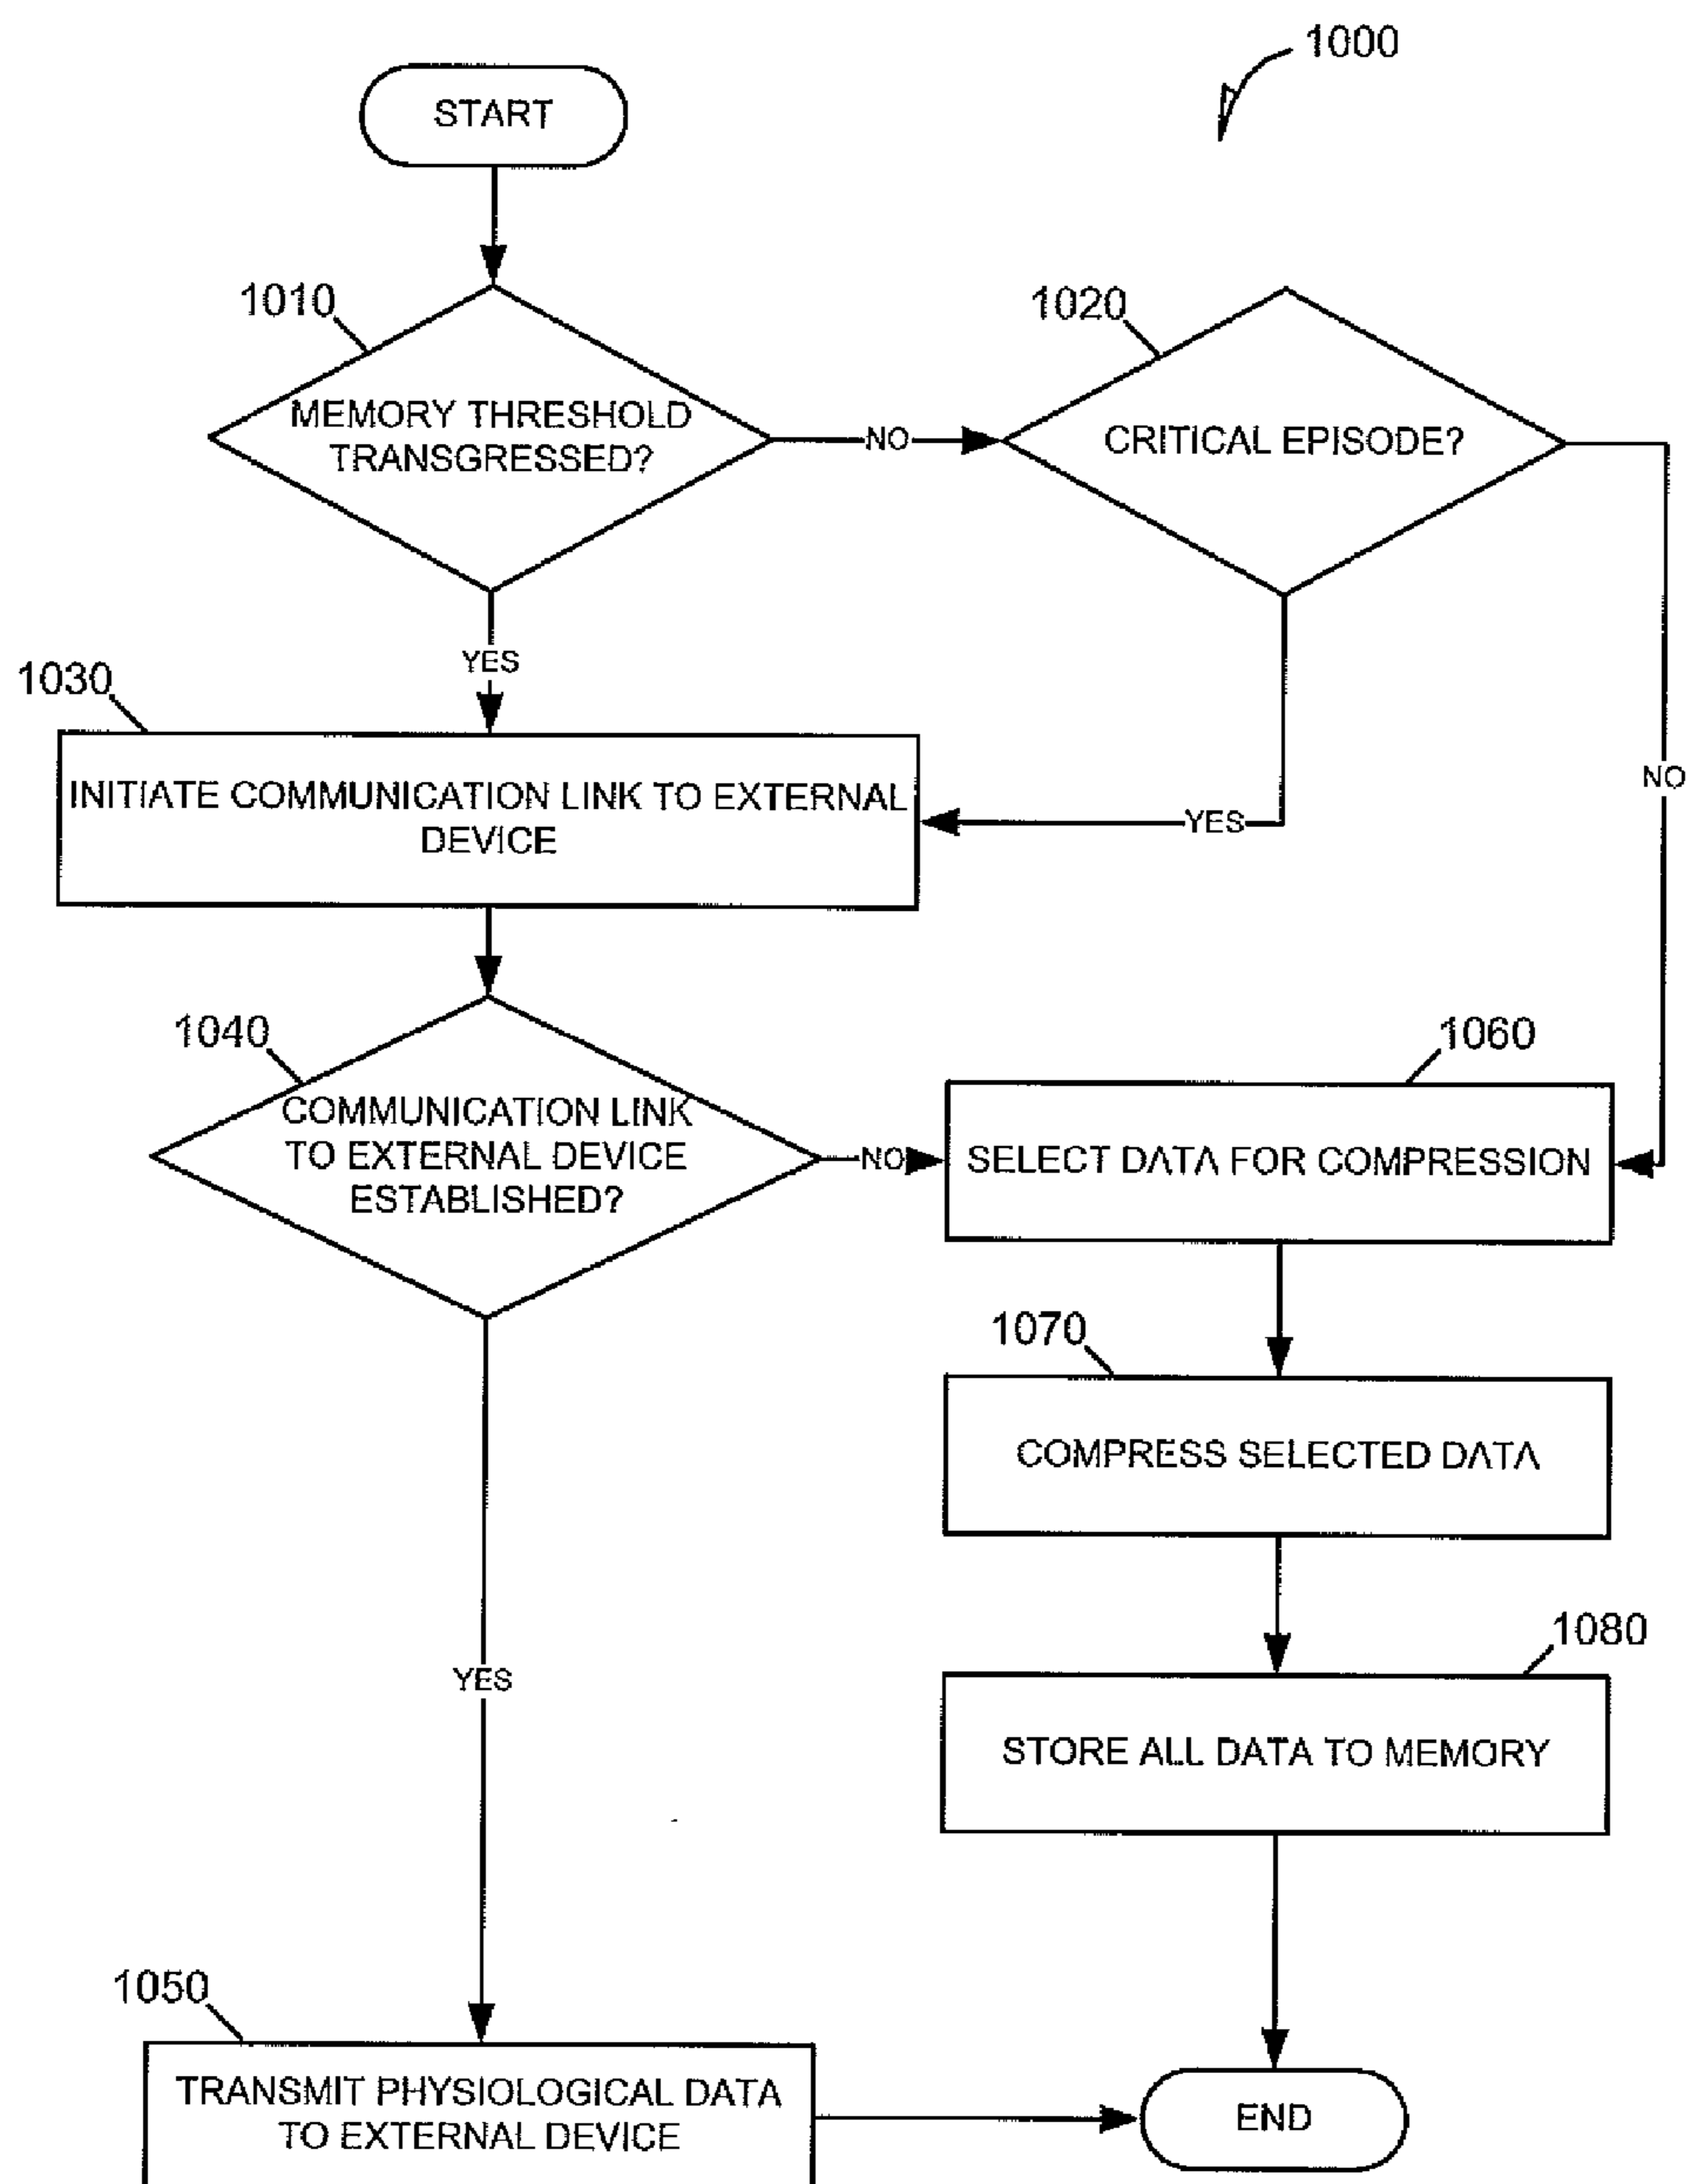 1000
START
1010
MEMORY THRESHOLD
TRANSGRESSED?
NO
1020
CRITICAL EPISODE?
YES
1030
INITIATE COMMUNICATION LINK TO EXTERNAL
DEVICE
YES
NO
1040
COMMUNICATION LINK
TO EXTERNAL DEVICE
ESTABLISHED?
NO
1060
SELECT DATA FOR COMPRESSION
1070
COMPRESS SELECTED DATA
1080
STORE ALL DATA TO MEMORY
YES
1050
TRANSMIT PHYSIOLOGICAL DATA
TO EXTERNAL DEVICE
END